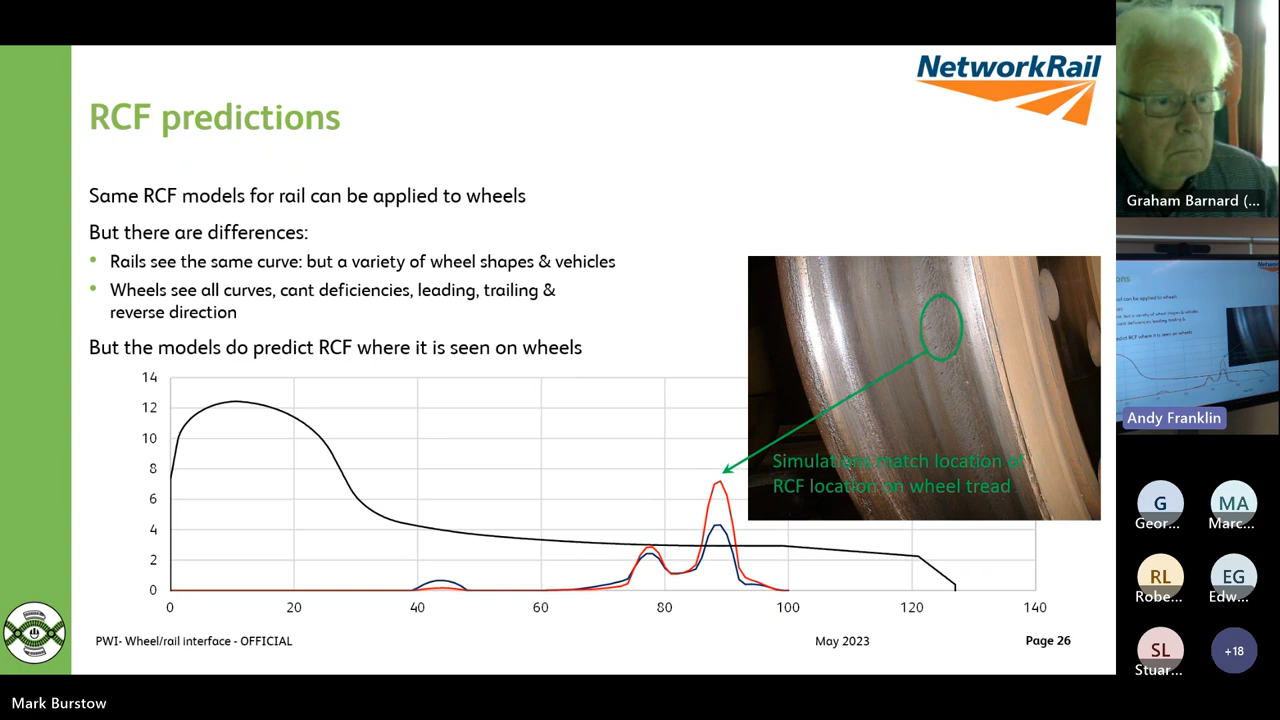 NetworkRail
RCF predictions
Same RCF models for rail can be applied to wheels
But there are differences:
• Rails see the same curve: but a variety of wheel shapes & vehicles
• Wheels see all curves, cant deficiencies, leading, trailing &
reverse direction
But the models do predict RCF where it is seen on wheels
14
12
10
8
6
4
2
0
0 20 40 60 80 100 120 140
Simulations match location of
RCF location on wheel tread
PWI- Wheel/rail interface - OFFICIAL
May 2023
Page 26
Mark Burstow
Graham Barnard (...
Andy Franklin
G
Geor...
MA
Marc...
RL
Robe...
EG
Edw...
SL
Stuar...
+18